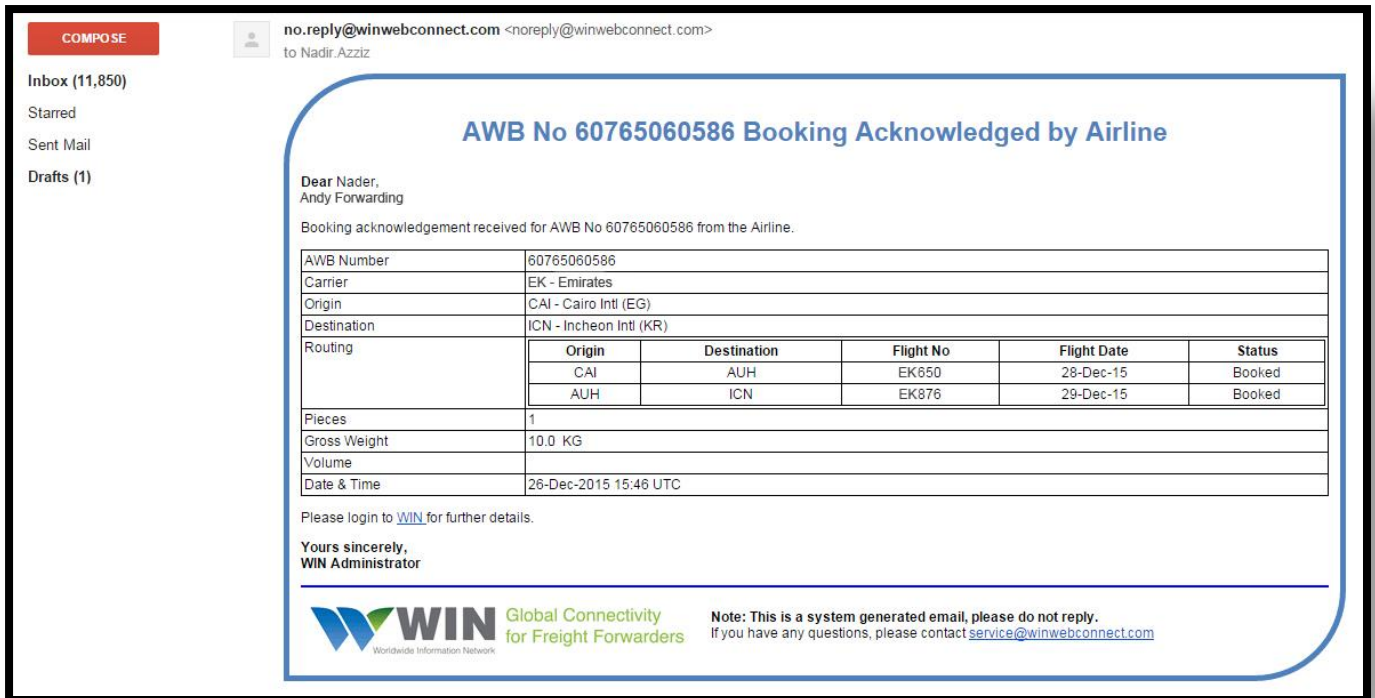 COMPOSE
Inbox (11,850)
Starred
Sent Mail
Drafts (1)
no.reply@winwebconnect.com <noreply@winwebconnect.com>
to Nadir.Azziz
AWB No 60765060586 Booking Acknowledged by Airline
Dear Nader,
Andy Forwarding
Booking acknowledgement received for AWB No 60765060586 from the Airline.
AWB Number 60765060586
Carrier EK - Emirates
Origin CAI - Cairo Intl (EG)
Destination ICN - Incheon Intl (KR)
Routing Origin Destination Flight No Flight Date Status
CAI AUH EK650 28-Dec-15 Booked
AUH ICN EK876 29-Dec-15 Booked
Pieces 1
Gross Weight 10.0 KG
Volume
Date & Time 26-Dec-2015 15:46 UTC
Please login to WIN for further details.
Yours sincerely,
WIN Administrator
WIN
Worldwide Information Network
Global Connectivity
for Freight Forwarders
Note: This is a system generated email, please do not reply.
If you have any questions, please contact service@winwebconnect.com